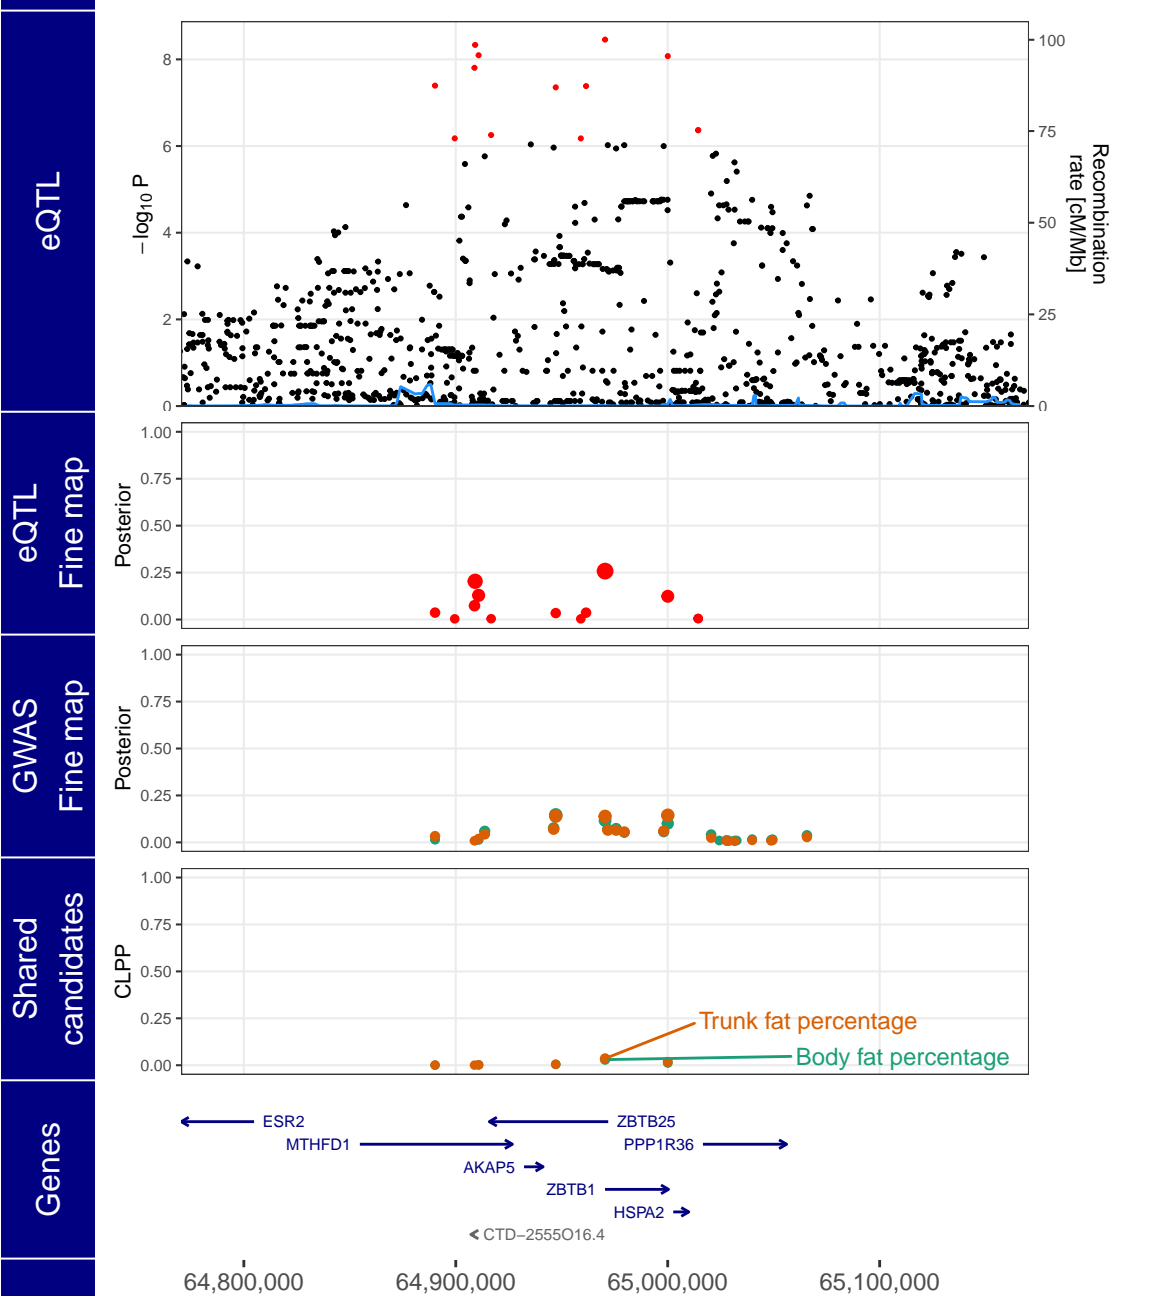 eQTL
−log10 P
8
6
4
2
0
100
75
50
25
0
Recombination
rate [cM/Mb]
eQTL
Fine map
Posterior
1.00
0.75
0.50
0.25
0.00
GWAS
Fine map
Posterior
1.00
0.75
0.50
0.25
0.00
Shared
candidates
CLPP
1.00
0.75
0.50
0.25
0.00
Trunk fat percentage
Body fat percentage
Genes
ESR2
ZBTB25
MTHFD1
PPP1R36
AKAP5
ZBTB1
HSPA2
CTD−2555O16.4
64,800,000
64,900,000
65,000,000
65,100,000